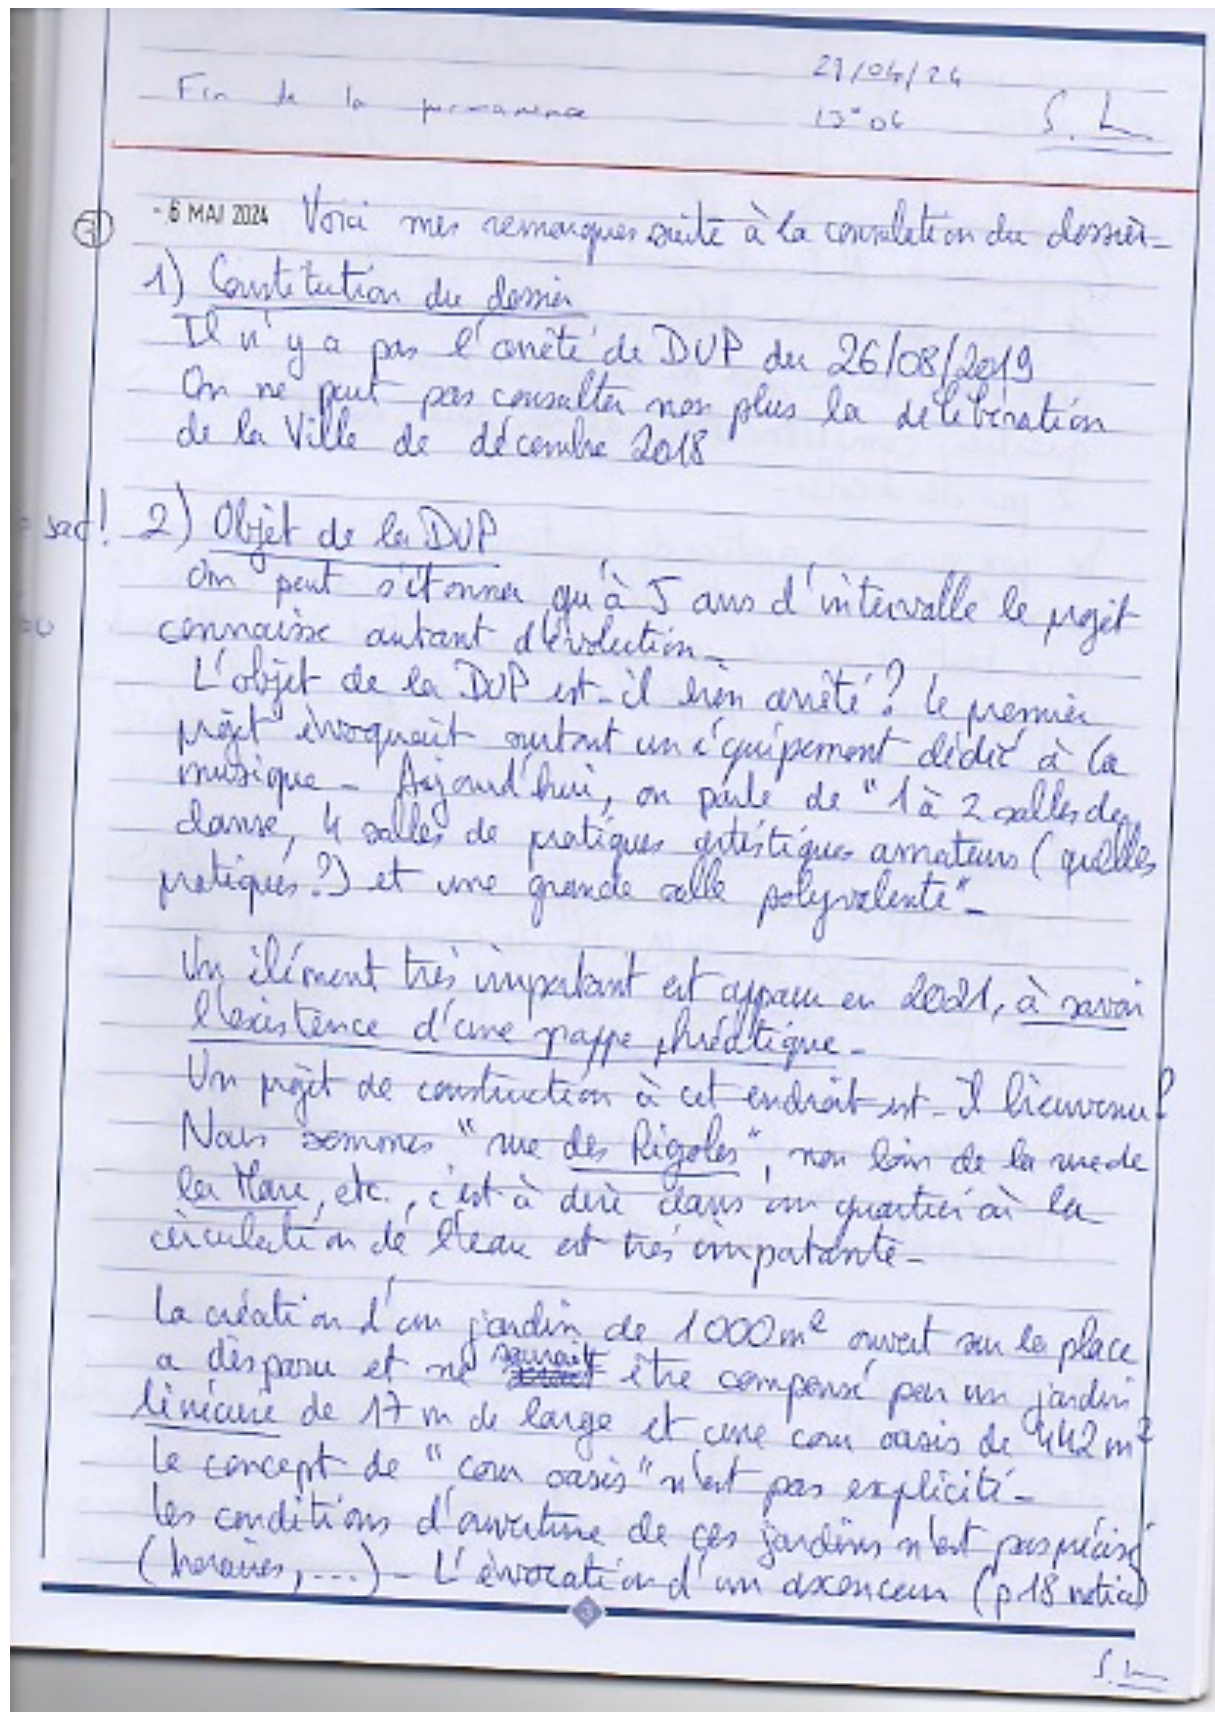 29/04/24
Fin de la permanence
S. L
3
- 6 MAI 2024 Voici mes remarques suite à la consultation du dossier -
1) Constitution du dossier
Il n'y a pas l'arrêté de DUP du 26/08/2019
On ne peut pas consulter non plus la délibération
de la Ville de décembre 2018
2) Objet de la DUP
On peut s'étonner qu'à 5 ans d'intervalle le projet
connaisse autant d'évolution -
L'objet de la DUP est-il bien arrêté ? Le premier
projet évoquait surtout un équipement dédié à la
musique - Aujourd'hui, on parle de "1 à 2 salles de
danse, 4 salles de pratiques artistiques amateurs (quelles
pratiques ?) et une grande salle polyvalente" -
Un élément très important est apparu en 2021, à savoir
l'existence d'une nappe phréatique -
Un projet de construction à cet endroit est-il bienvenu ?
Nous sommes "rue des Rigoles", non loin de la rue de
la Mare, etc., c'est à dire dans un quartier où la
circulation de l'eau est très importante -
La création d'un jardin de 1000 m² ouvert sur la place
a disparu et ne saurait être compensé par un jardin
linéaire de 17 m de large et une cour oasis de 442 m²
Le concept de "cour oasis" n'est pas explicité -
Les conditions d'ouverture de ces jardins n'est pas précisé
(horaires, ...) - L'évocation d'un ascenceur (p 18 notice)
3
S. L